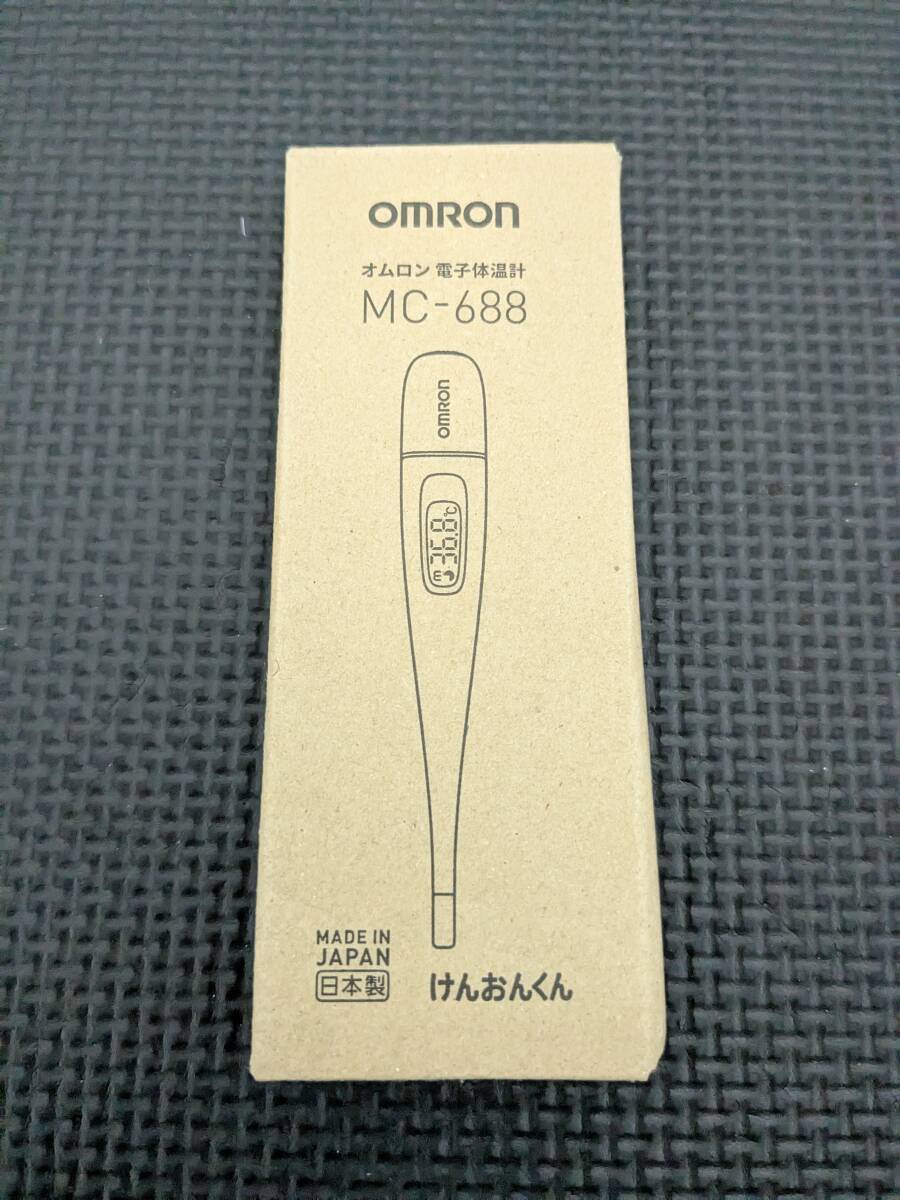 OMRON
オムロン 電子体温計
MC-688
OMRON
m 36.8℃
MADE IN
JAPAN
日本製
けんおんくん